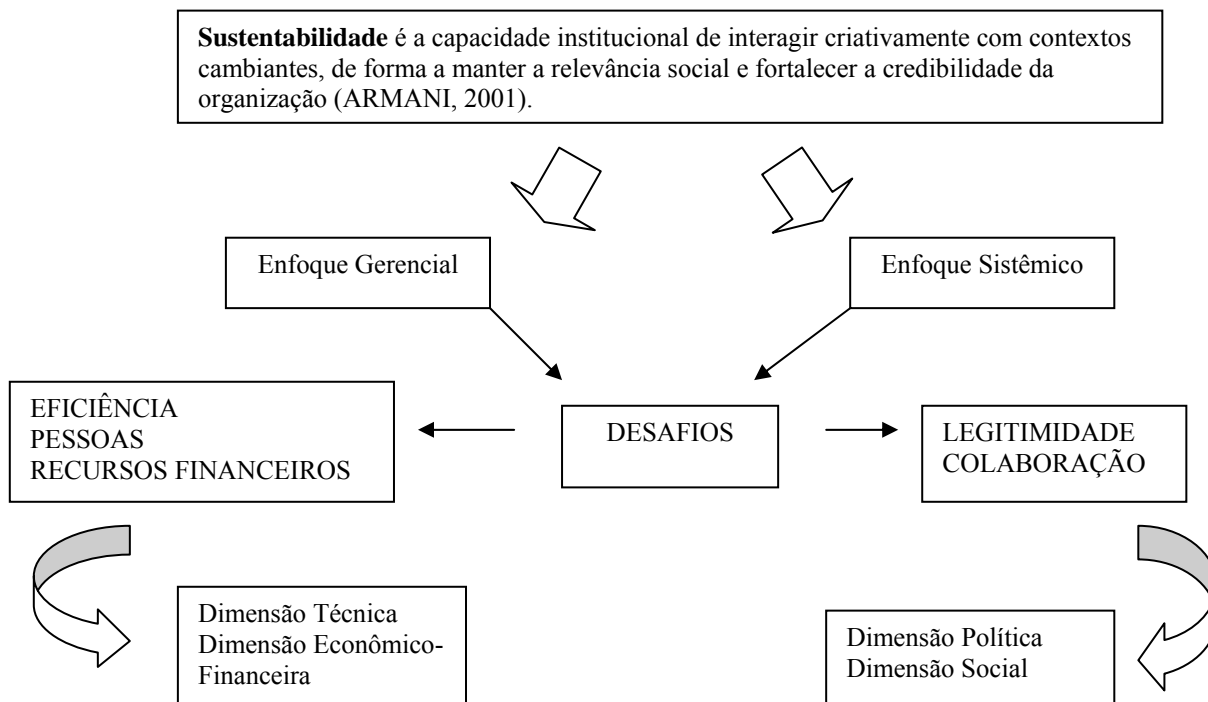 Sustentabilidade é a capacidade institucional de interagir criativamente com contextos
cambiantes, de forma a manter a relevância social e fortalecer a credibilidade da
organização (ARMANI, 2001).
Enfoque Gerencial
Enfoque Sistêmico
EFICIÊNCIA
PESSOAS
RECURSOS FINANCEIROS
DESAFIOS
LEGITIMIDADE
COLABORAÇÃO
Dimensão Técnica
Dimensão Econômico-
Financeira
Dimensão Política
Dimensão Social